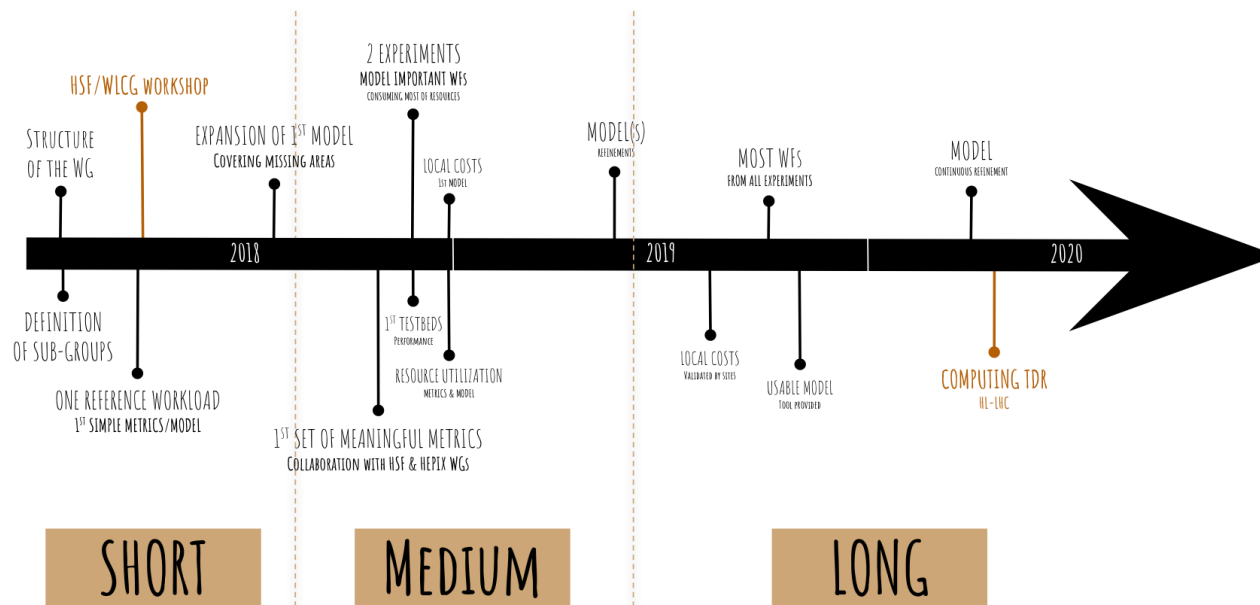 2 EXPERIMENTS
MODEL IMPORTANT WFs
CONSUMING MOST OF RESOURCES
HSF/WLCG WORKSHOP
STRUCTURE
OF THE WG
EXPANSION OF 1ST MODEL
COVERING MISSING AREAS
LOCAL COSTS
1ST MODEL
MODEL(S)
REFINEMENTS
MOST WFs
FROM ALL EXPERIMENTS
MODEL
CONTINUOUS REFINEMENT
2018
2019
2020
DEFINITION
OF SUB-GROUPS
ONE REFERENCE WORKLOAD
1ST SIMPLE METRICS/MODEL
1ST TESTBEDS
PERFORMANCE
RESOURCE UTILIZATION
METRICS & MODEL
1ST SET OF MEANINGFUL METRICS
COLLABORATION WITH HSF & HEPIX WGs
LOCAL COSTS
VALIDATED BY SITES
USABLE MODEL
TOOL PROVIDED
COMPUTING TDR
HL-LHC
SHORT
MEDIUM
LONG